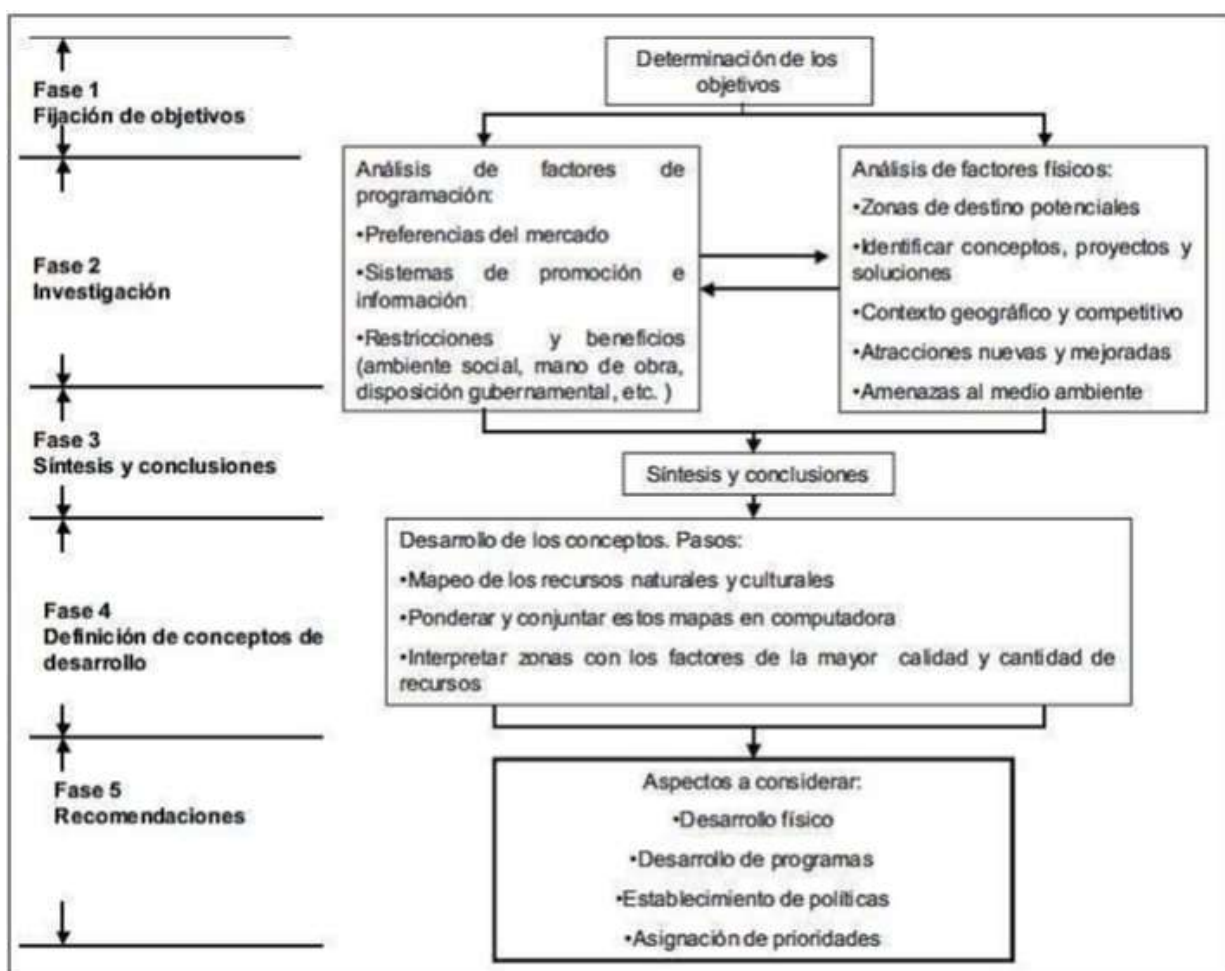 Fase 1
Fijación de objetivos
Determinación de los
objetivos
Fase 2
Investigación
Análisis de factores de
programación:
•Preferencias del mercado
•Sistemas de promoción e
información
•Restricciones y beneficios
(ambiente social, mano de obra,
disposición gubernamental, etc. )
Análisis de factores físicos:
•Zonas de destino potenciales
•Identificar conceptos, proyectos y
soluciones
•Contexto geográfico y competitivo
•Atracciones nuevas y mejoradas
•Amenazas al medio ambiente
Fase 3
Síntesis y conclusiones
Síntesis y conclusiones
Fase 4
Definición de conceptos de
desarrollo
Desarrollo de los conceptos. Pasos:
•Mapeo de los recursos naturales y culturales
•Ponderar y conjuntar estos mapas en computadora
•Interpretar zonas con los factores de la mayor calidad y cantidad de
recursos
Fase 5
Recomendaciones
Aspectos a considerar:
•Desarrollo físico
•Desarrollo de programas
•Establecimiento de políticas
•Asignación de prioridades